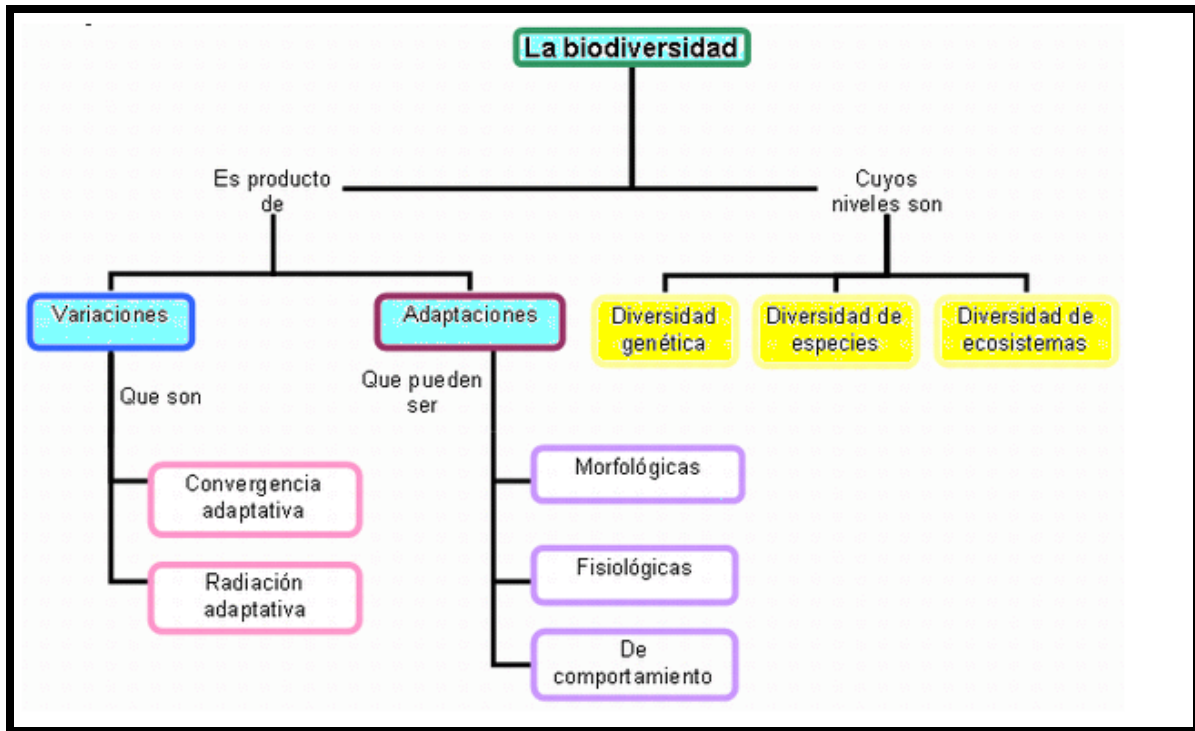 La biodiversidad
Es producto
de
Cuyos
niveles son
Variaciones
Adaptaciones
Diversidad
genética
Diversidad de
especies
Diversidad de
ecosistemas
Que son
Que pueden
ser
Convergencia
adaptativa
Radiación
adaptativa
Morfológicas
Fisiológicas
De
comportamiento